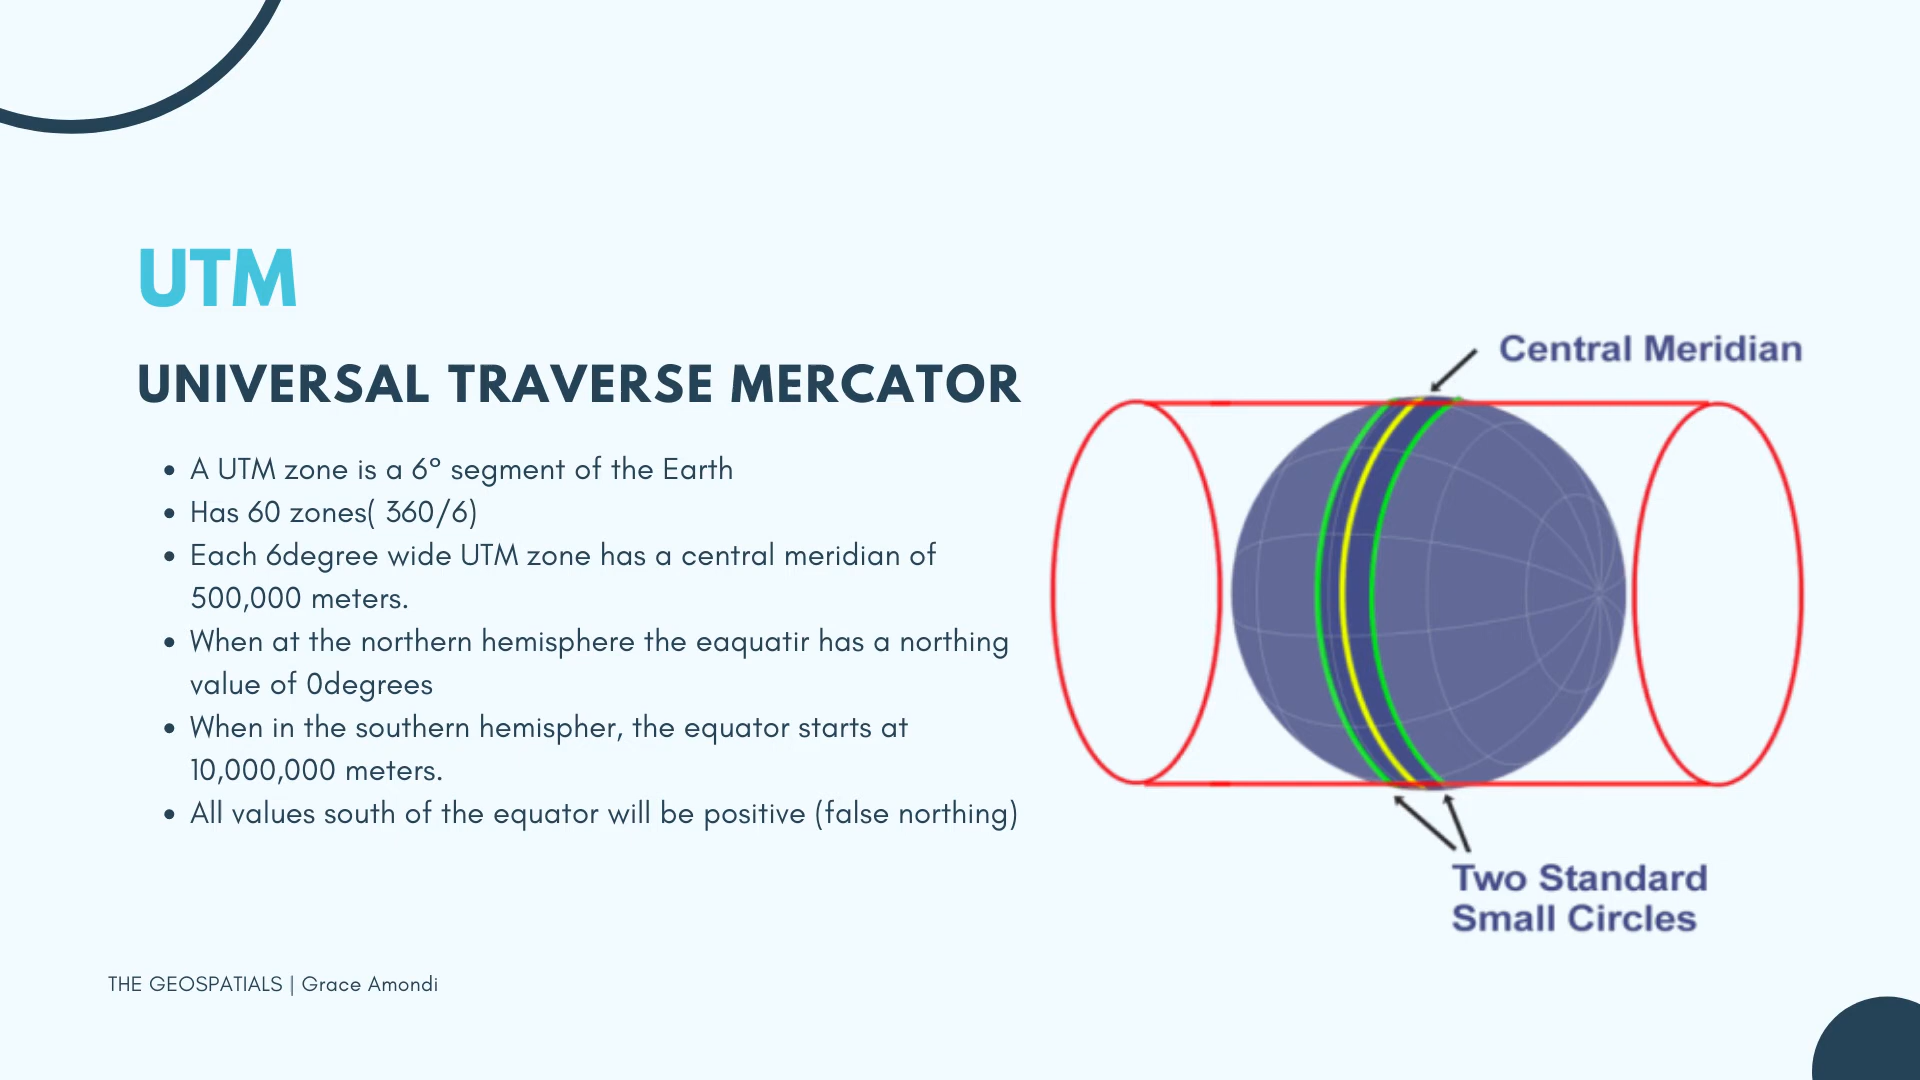 UTM
UNIVERSAL TRAVERSE MERCATOR
• A UTM zone is a 6° segment of the Earth
• Has 60 zones( 360/6)
• Each 6degree wide UTM zone has a central meridian of
500,000 meters.
• When at the northern hemisphere the eaquatir has a northing
value of 0degrees
• When in the southern hemispher, the equator starts at
10,000,000 meters.
• All values south of the equator will be positive (false northing)
Central Meridian
Two Standard
Small Circles
THE GEOSPATIALS | Grace Amondi